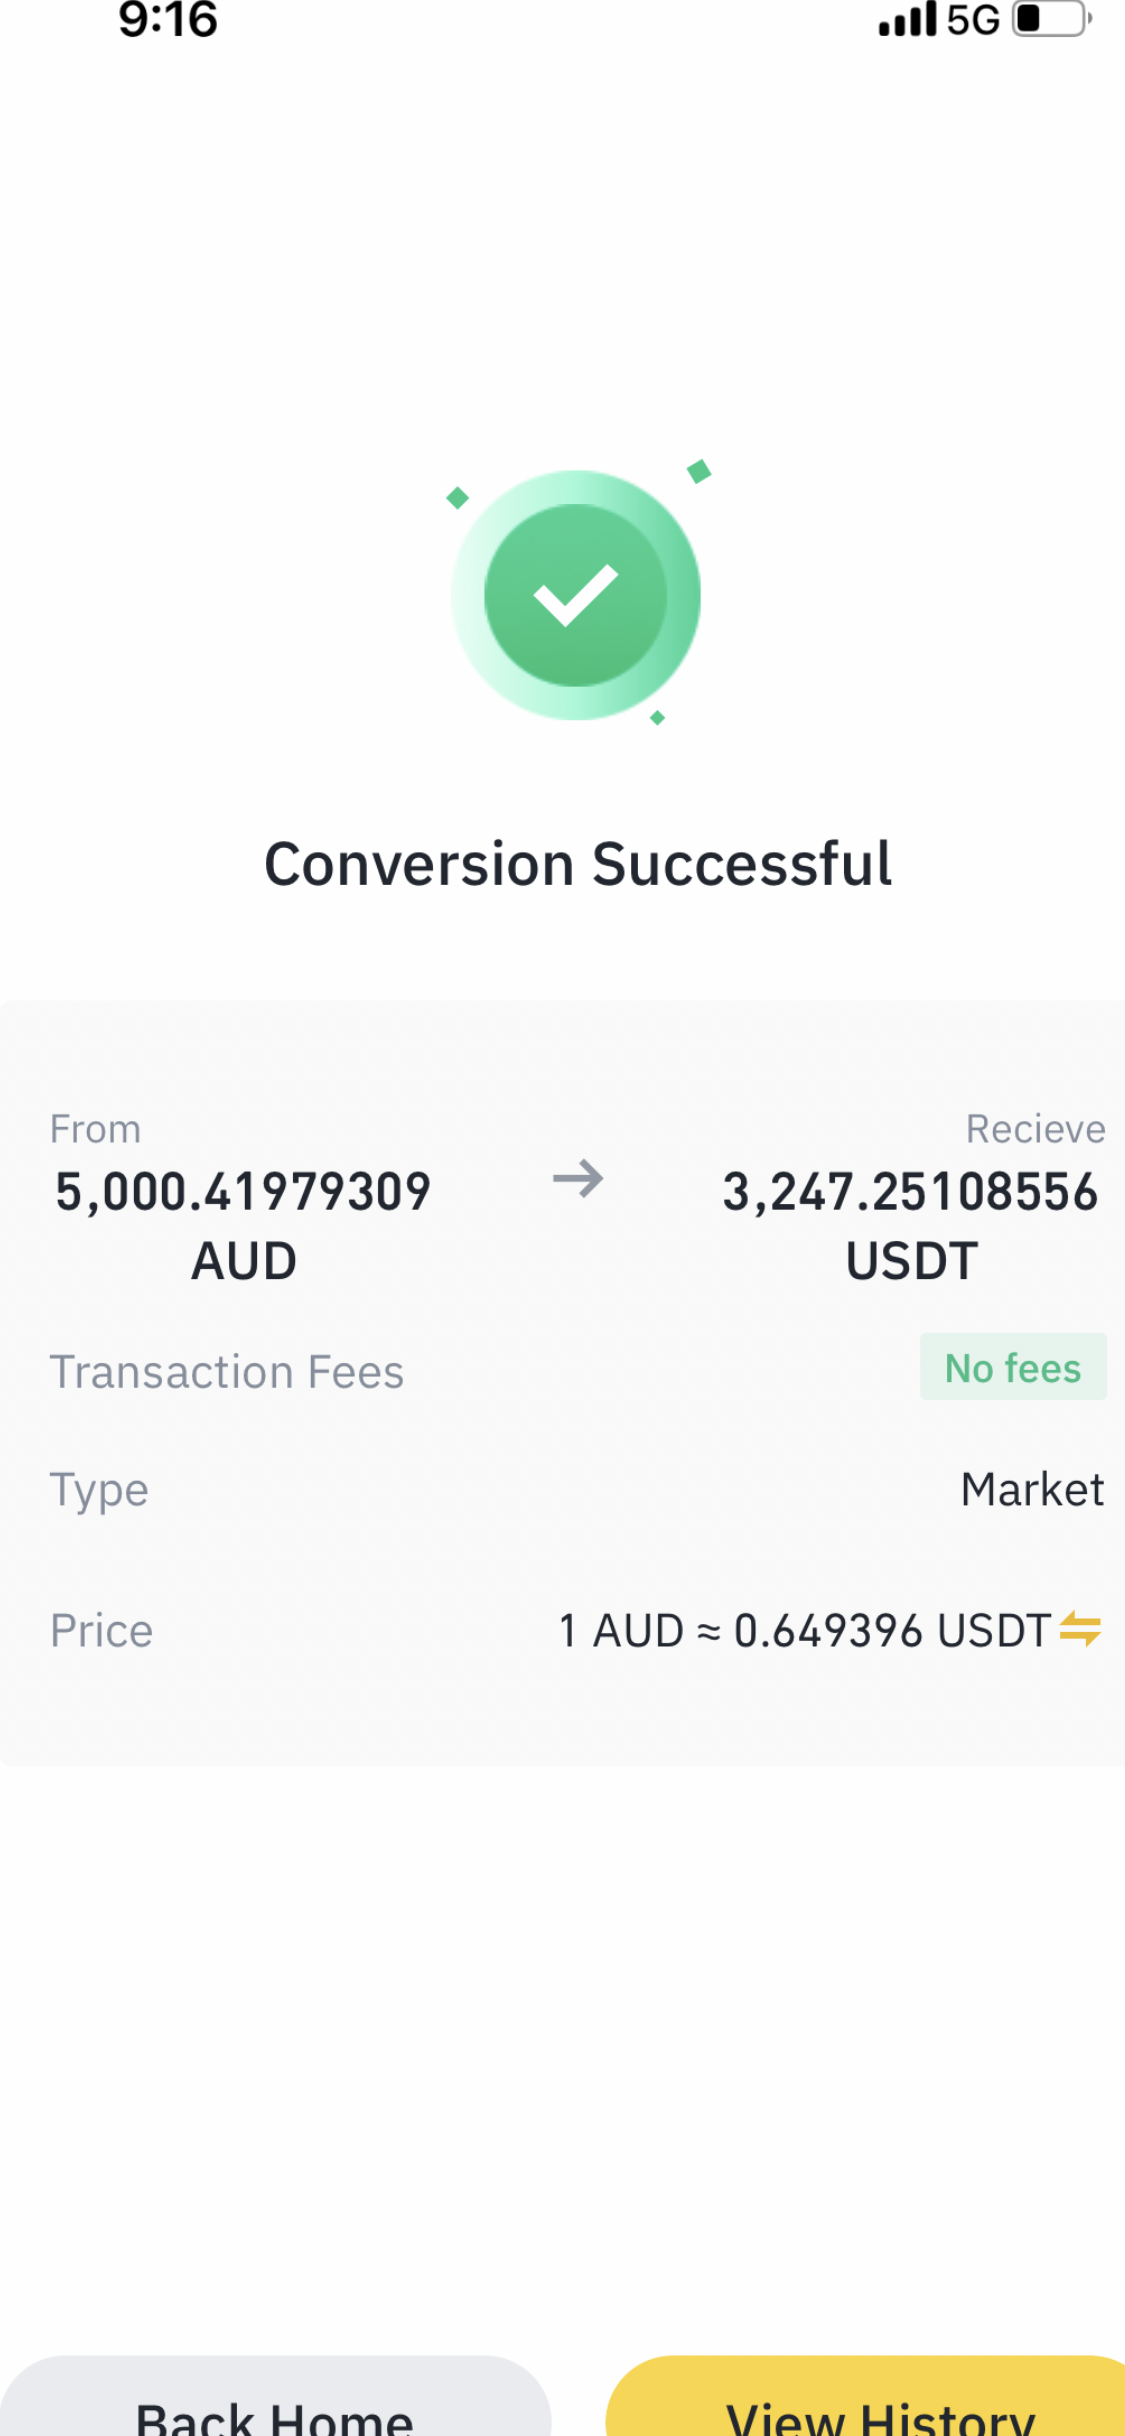 9:16 5G
Conversion Successful
From Recieve
5,000.41979309 → 3,247.25108556
AUD USDT
Transaction Fees No fees
Type Market
Price 1 AUD ≈ 0.649396 USDT
Back Home View History